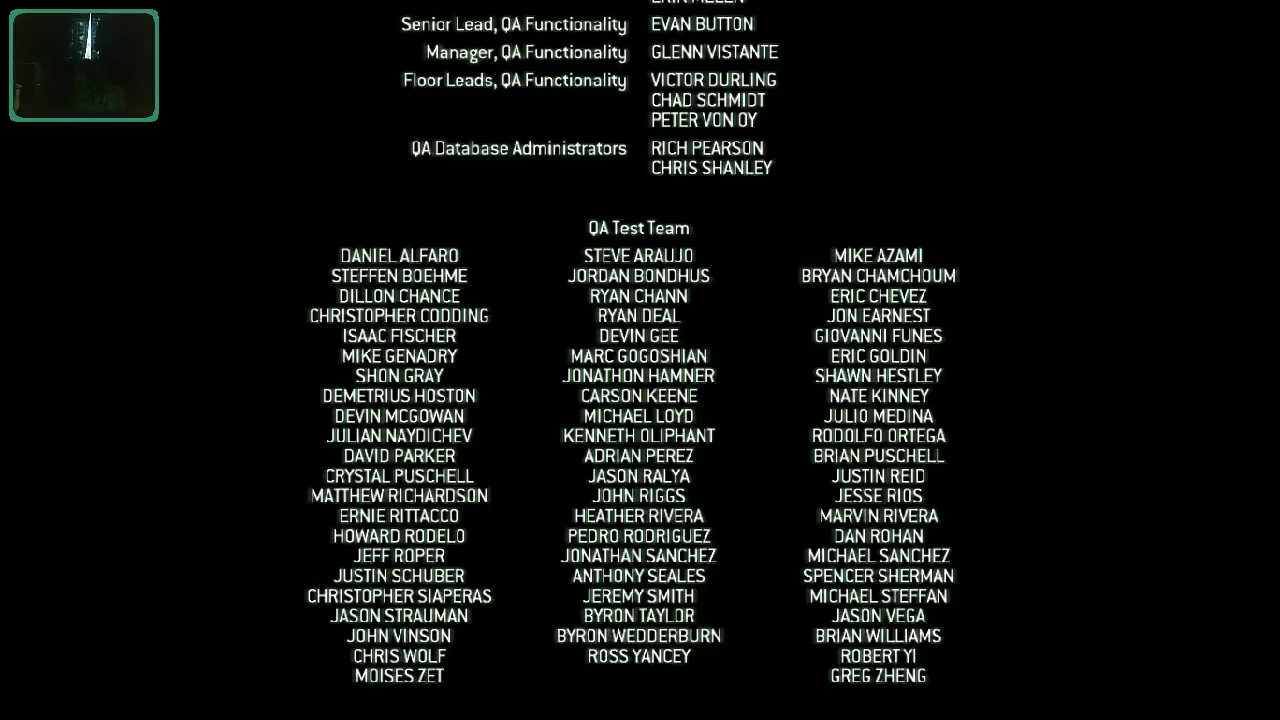 Senior Lead, QA Functionality EVAN BUTTON
Manager, QA Functionality GLENN VISTANTE
Floor Leads, QA Functionality VICTOR DURLING
CHAD SCHMIDT
PETER VON OY
QA Database Administrators RICH PEARSON
CHRIS SHANLEY
QA Test Team
DANIEL ALFARO STEVE ARAUJO MIKE AZAMI
STEFFEN BOEHME JORDAN BONDHUS BRYAN CHAMCHOUM
DILLON CHANCE RYAN CHANN ERIC CHEVEZ
CHRISTOPHER CODDING RYAN DEAL JON EARNEST
ISAAC FISCHER DEVIN GEE GIOVANNI FUNES
MIKE GENADRY MARC GOGOSHIAN ERIC GOLDIN
SHON GRAY JONATHON HAMNER SHAWN HESTLEY
DEMETRIUS HOSTON CARSON KEENE NATE KINNEY
DEVIN MCGOWAN MICHAEL LOYD JULIO MEDINA
JULIAN NAYDICHEV KENNETH OLIPHANT RODOLFO ORTEGA
DAVID PARKER ADRIAN PEREZ BRIAN PUSCHELL
CRYSTAL PUSCHELL JASON RALYA JUSTIN REID
MATTHEW RICHARDSON JOHN RIGGS JESSE RIOS
ERNIE RITTACCO HEATHER RIVERA MARVIN RIVERA
HOWARD RODELO PEDRO RODRIGUEZ DAN ROHAN
JEFF ROPER JONATHAN SANCHEZ MICHAEL SANCHEZ
JUSTIN SCHUBER ANTHONY SEALES SPENCER SHERMAN
CHRISTOPHER SIAPERAS JEREMY SMITH MICHAEL STEFFAN
JASON STRAUMAN BYRON TAYLOR JASON VEGA
JOHN VINSON BYRON WEDDERBURN BRIAN WILLIAMS
CHRIS WOLF ROSS YANCEY ROBERT YI
MOISES ZET GREG ZHENG